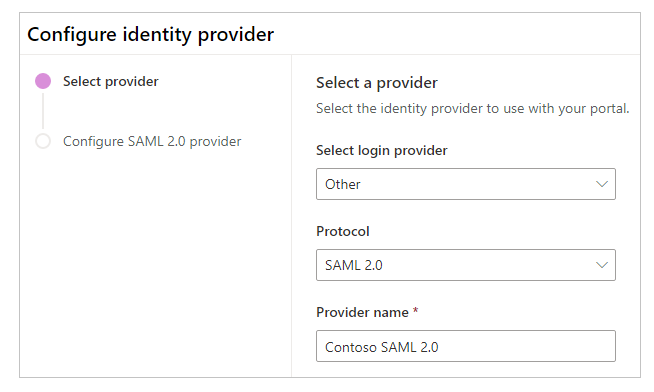 Configure identity provider
Select provider
Configure SAML 2.0 provider
Select a provider
Select the identity provider to use with your portal.
Select login provider
Other
Protocol
SAML 2.0
Provider name *
Contoso SAML 2.0